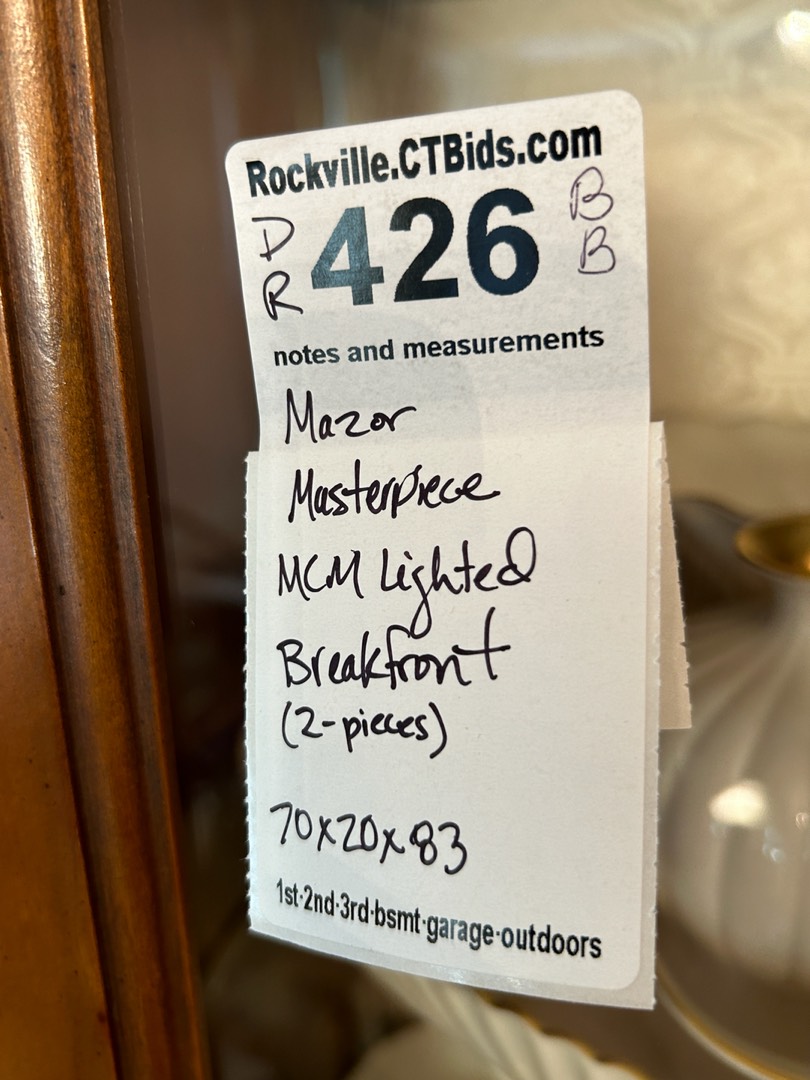 Rockville.CTBids.com
D R 426 B B
notes and measurements
Mazor
Masterpiece
MCM Lighted
Breakfront
(2-pieces)
70x20x83
1st·2nd·3rd·bsmt·garage·outdoors